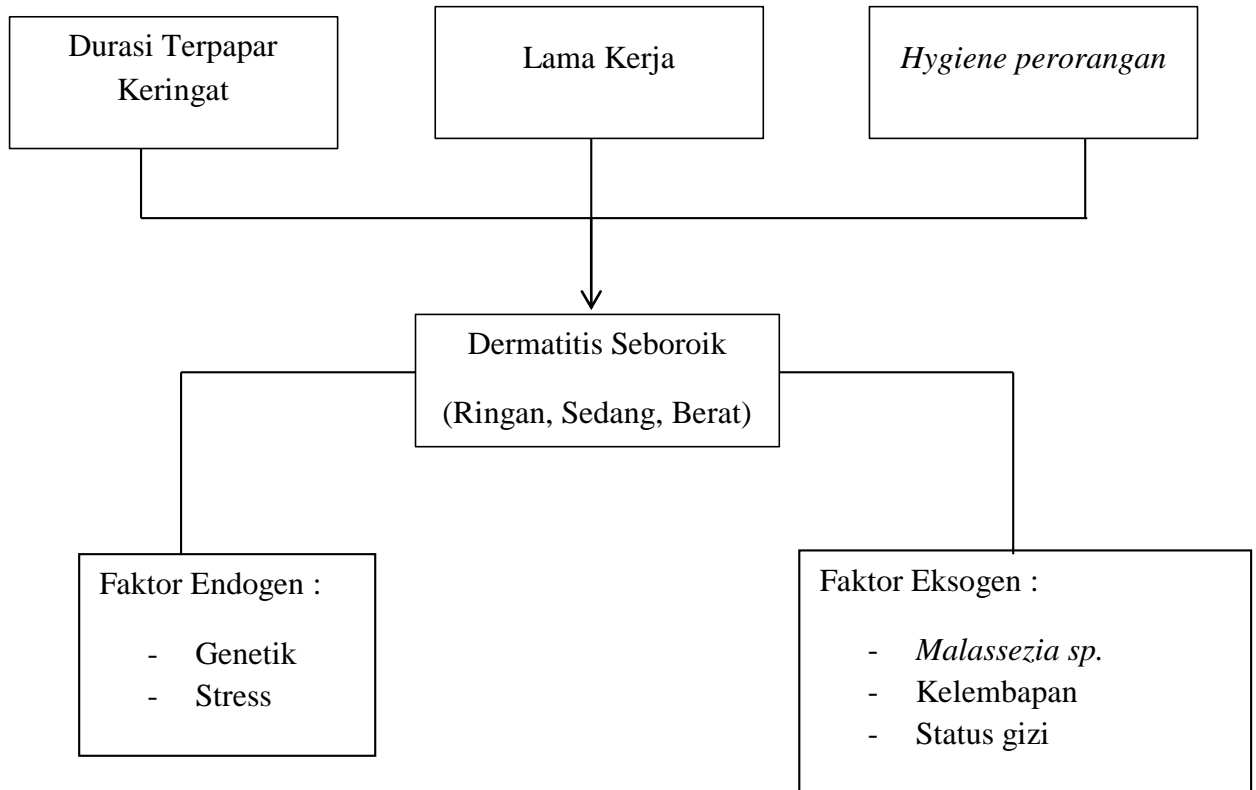 Durasi Terpapar
Keringat
Lama Kerja
Hygiene perorangan
Dermatitis Seboroik
(Ringan, Sedang, Berat)
Faktor Endogen :
- Genetik
- Stress
Faktor Eksogen :
- Malassezia sp.
- Kelembapan
- Status gizi